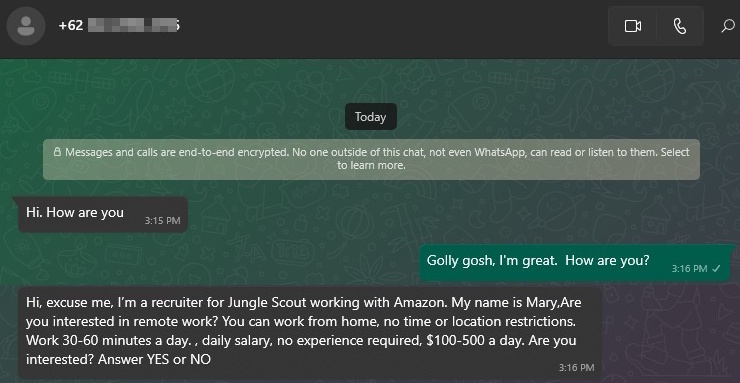 +62
Today
Messages and calls are end-to-end encrypted. No one outside of this chat, not even WhatsApp, can read or listen to them. Select
to learn more.
Hi. How are you
3:15 PM
Golly gosh, I'm great.  How are you?
3:16 PM
Hi, excuse me, I'm a recruiter for Jungle Scout working with Amazon. My name is Mary,Are
you interested in remote work? You can work from home, no time or location restrictions.
Work 30-60 minutes a day. , daily salary, no experience required, $100-500 a day. Are you
interested? Answer YES or NO
3:16 PM